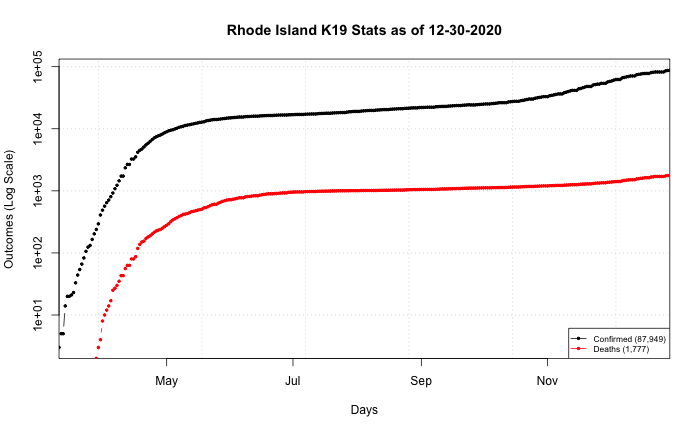 Rhode Island K19 Stats as of 12-30-2020
Outcomes (Log Scale)
1e+05
1e+04
1e+03
1e+02
1e+01
Confirmed (87,949)
Deaths (1,777)
May
Jul
Sep
Nov
Days